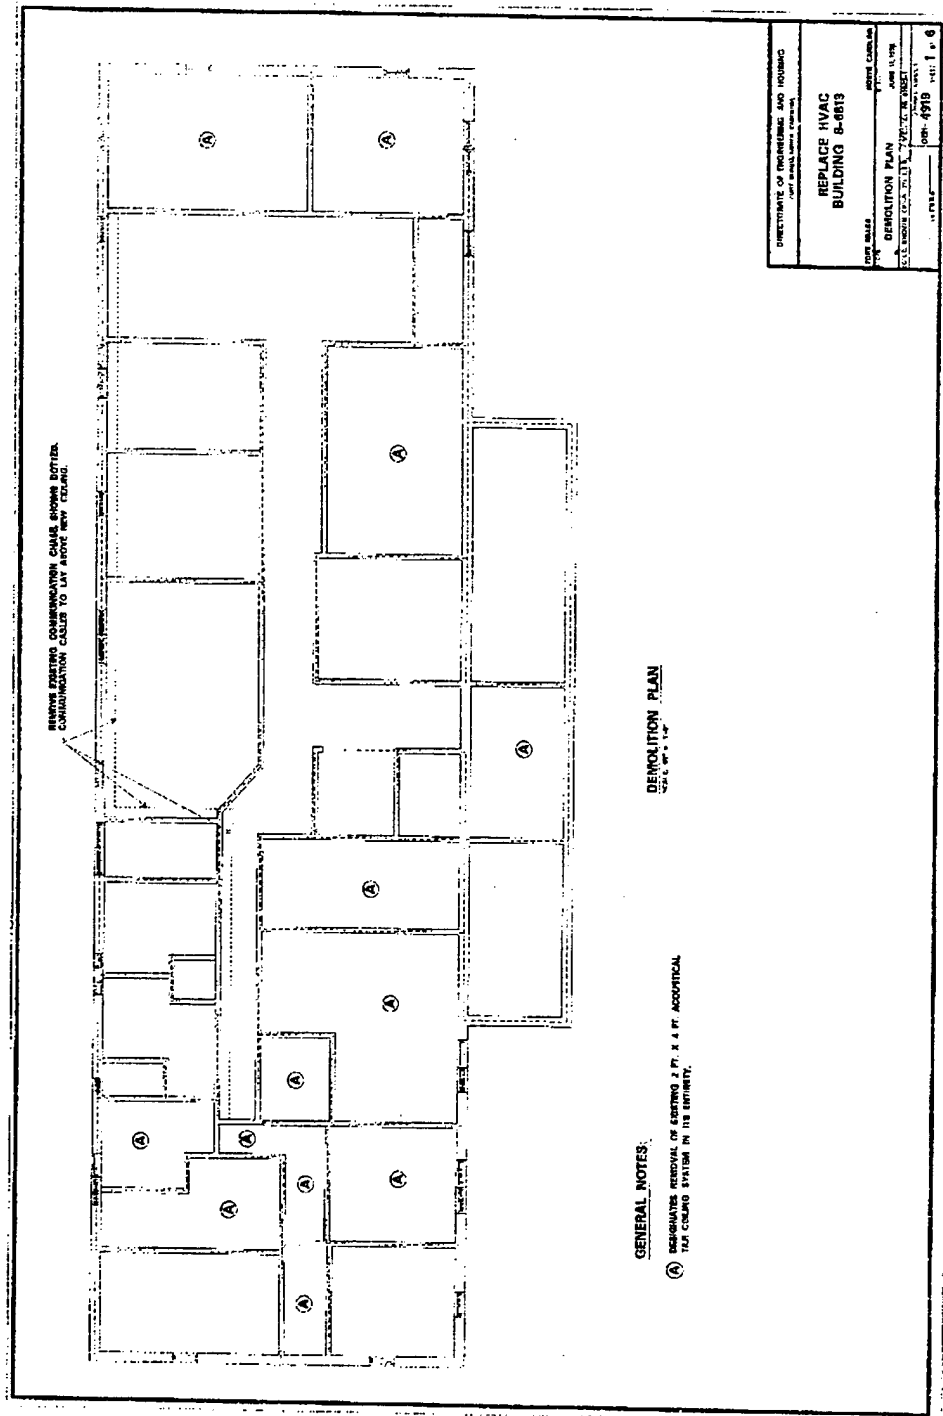 REMOVE EXISTING COMMUNICATION CHASE SHOWN DOTTED.
COMMUNICATION CABLES TO LAY ABOVE NEW CEILING.
A
A
A
A
A
A
A
A
A
A
A
A
A
DEMOLITION PLAN
GENERAL NOTES:
A DESIGNATES REMOVAL OF EXISTING 2 FT. X 4 FT. ACOUSTICAL
TILE CEILING SYSTEM IN ITS ENTIRETY.
DIRECTORATE OF ENGINEERING AND HOUSING
REPLACE HVAC
BUILDING 8-6813
FORT BRAGG NORTH CAROLINA
DEMOLITION PLAN
4919
1 6